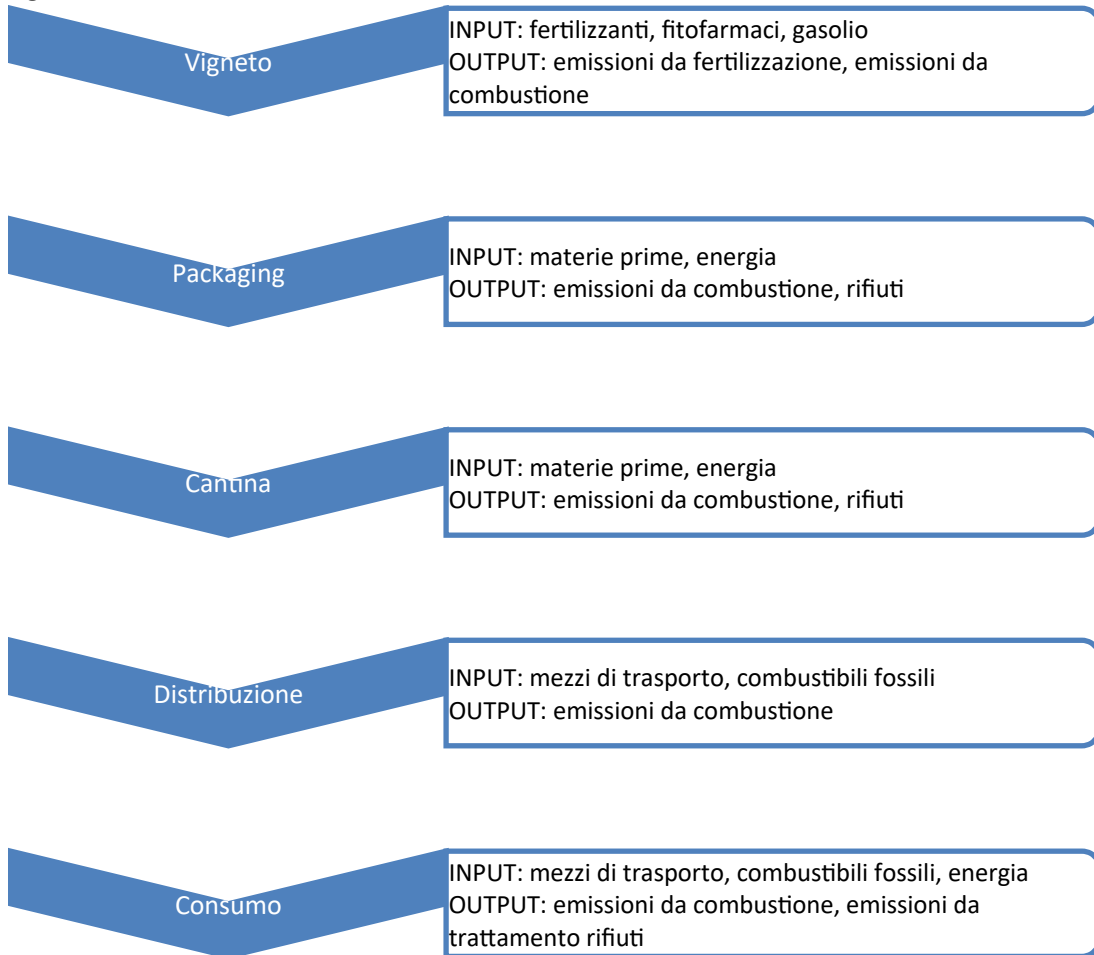 Vigneto
INPUT: fertilizzanti, fitofarmaci, gasolio
OUTPUT: emissioni da fertilizzazione, emissioni da
combustione
Packaging
INPUT: materie prime, energia
OUTPUT: emissioni da combustione, rifiuti
Cantina
INPUT: materie prime, energia
OUTPUT: emissioni da combustione, rifiuti
Distribuzione
INPUT: mezzi di trasporto, combustibili fossili
OUTPUT: emissioni da combustione
Consumo
INPUT: mezzi di trasporto, combustibili fossili, energia
OUTPUT: emissioni da combustione, emissioni da
trattamento rifiuti